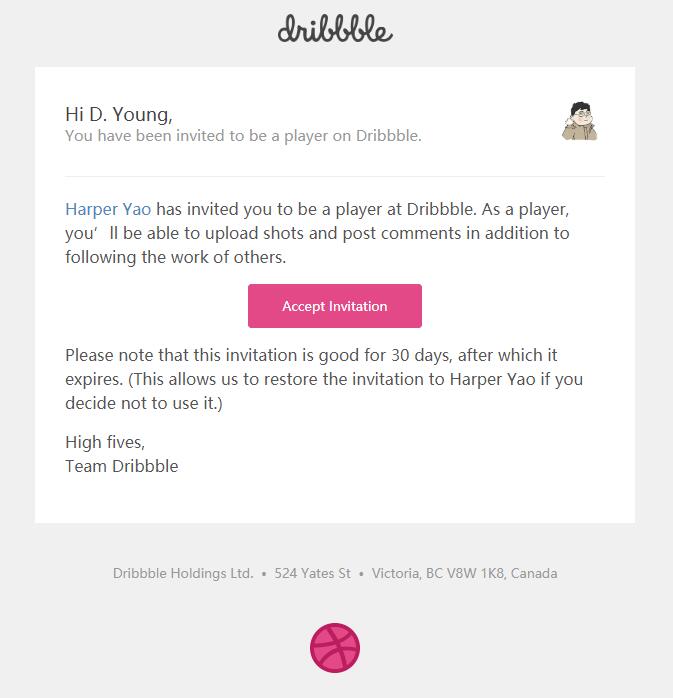 dribbble
Hi D. Young,
You have been invited to be a player on Dribbble.
Harper Yao has invited you to be a player at Dribbble. As a player,
you’ ll be able to upload shots and post comments in addition to
following the work of others.
Accept Invitation
Please note that this invitation is good for 30 days, after which it
expires. (This allows us to restore the invitation to Harper Yao if you
decide not to use it.)
High fives,
Team Dribbble
Dribbble Holdings Ltd. • 524 Yates St • Victoria, BC V8W 1K8, Canada